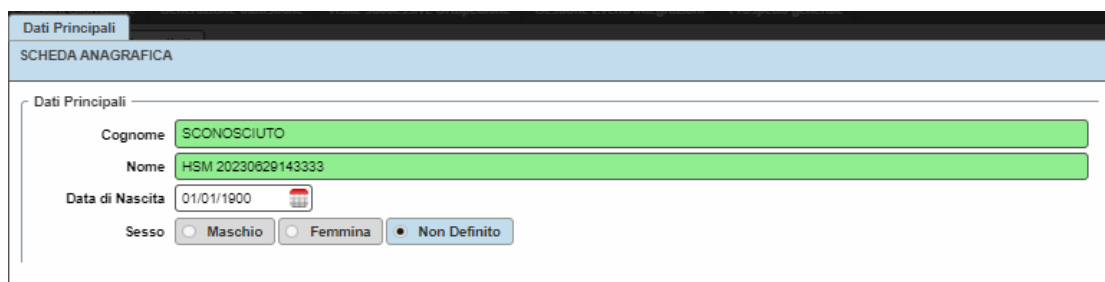 Dati Principali
SCHEDA ANAGRAFICA
Dati Principali
Cognome SCONOSCIUTO
Nome HSM 20230629143333
Data di Nascita 01/01/1900
Sesso Maschio Femmina Non Definito